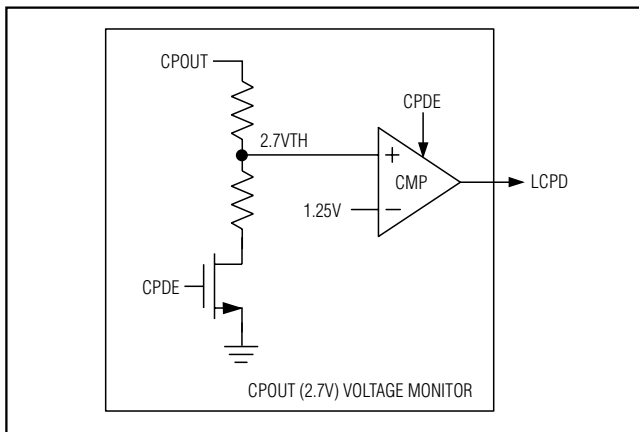 CPOUT
CPDE
2.7VTH
+
CMP
LCPD
1.25V
−
CPDE
CPOUT (2.7V) VOLTAGE MONITOR